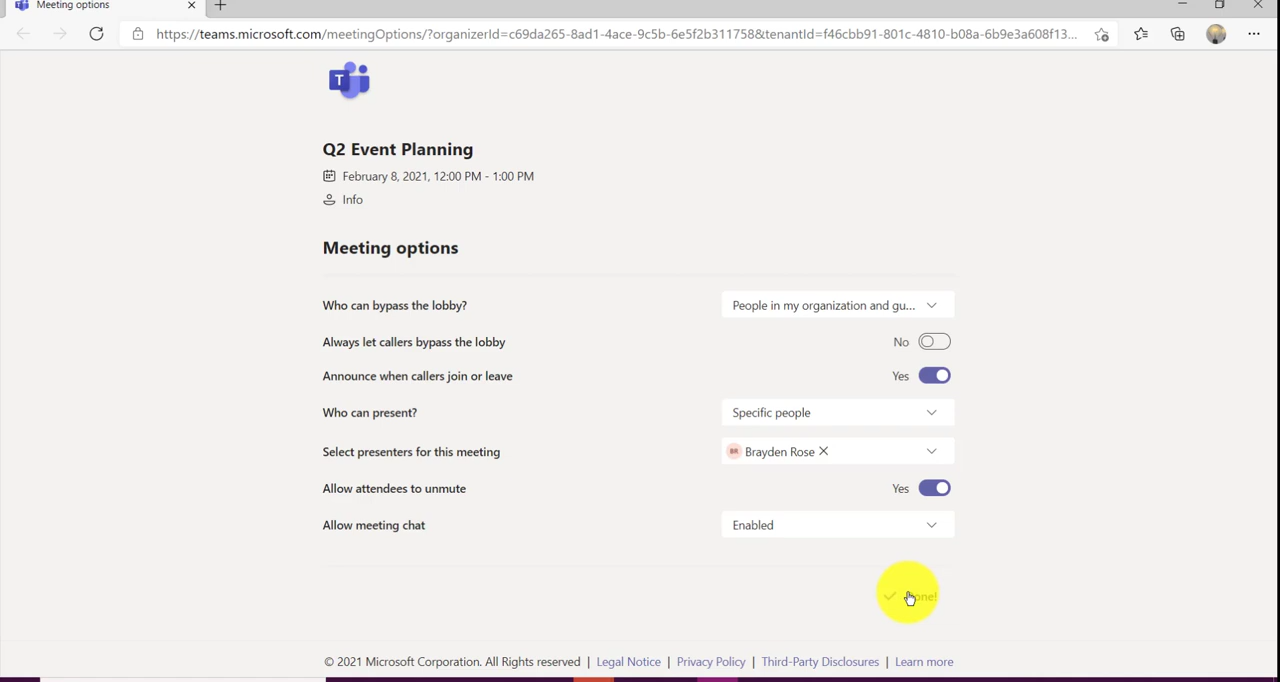 Meeting options
https://teams.microsoft.com/meetingOptions/?organizerId=c69da265-8ad1-4ace-9c5b-6e5f2b311758&tenantId=f46cbb91-801c-4810-b08a-6b9e3a608f13...
T
Q2 Event Planning
February 8, 2021, 12:00 PM - 1:00 PM
Info
Meeting options
Who can bypass the lobby? People in my organization and gu...
Always let callers bypass the lobby No
Announce when callers join or leave Yes
Who can present? Specific people
Select presenters for this meeting BR Brayden Rose
Allow attendees to unmute Yes
Allow meeting chat Enabled
Done!
© 2021 Microsoft Corporation. All Rights reserved | Legal Notice | Privacy Policy | Third-Party Disclosures | Learn more